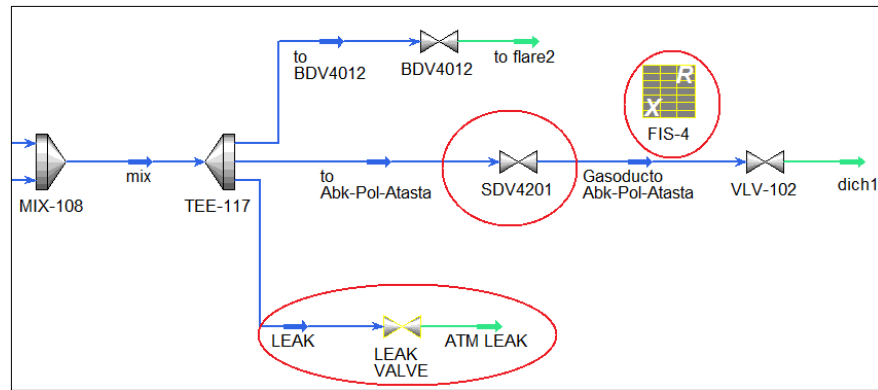 to
BDV4012
BDV4012
to flare2
R
X
FIS-4
MIX-108
mix
TEE-117
to
Abk-Pol-Atasta
SDV4201
Gasoducto
Abk-Pol-Atasta
VLV-102
dich1
LEAK
LEAK
VALVE
ATM LEAK